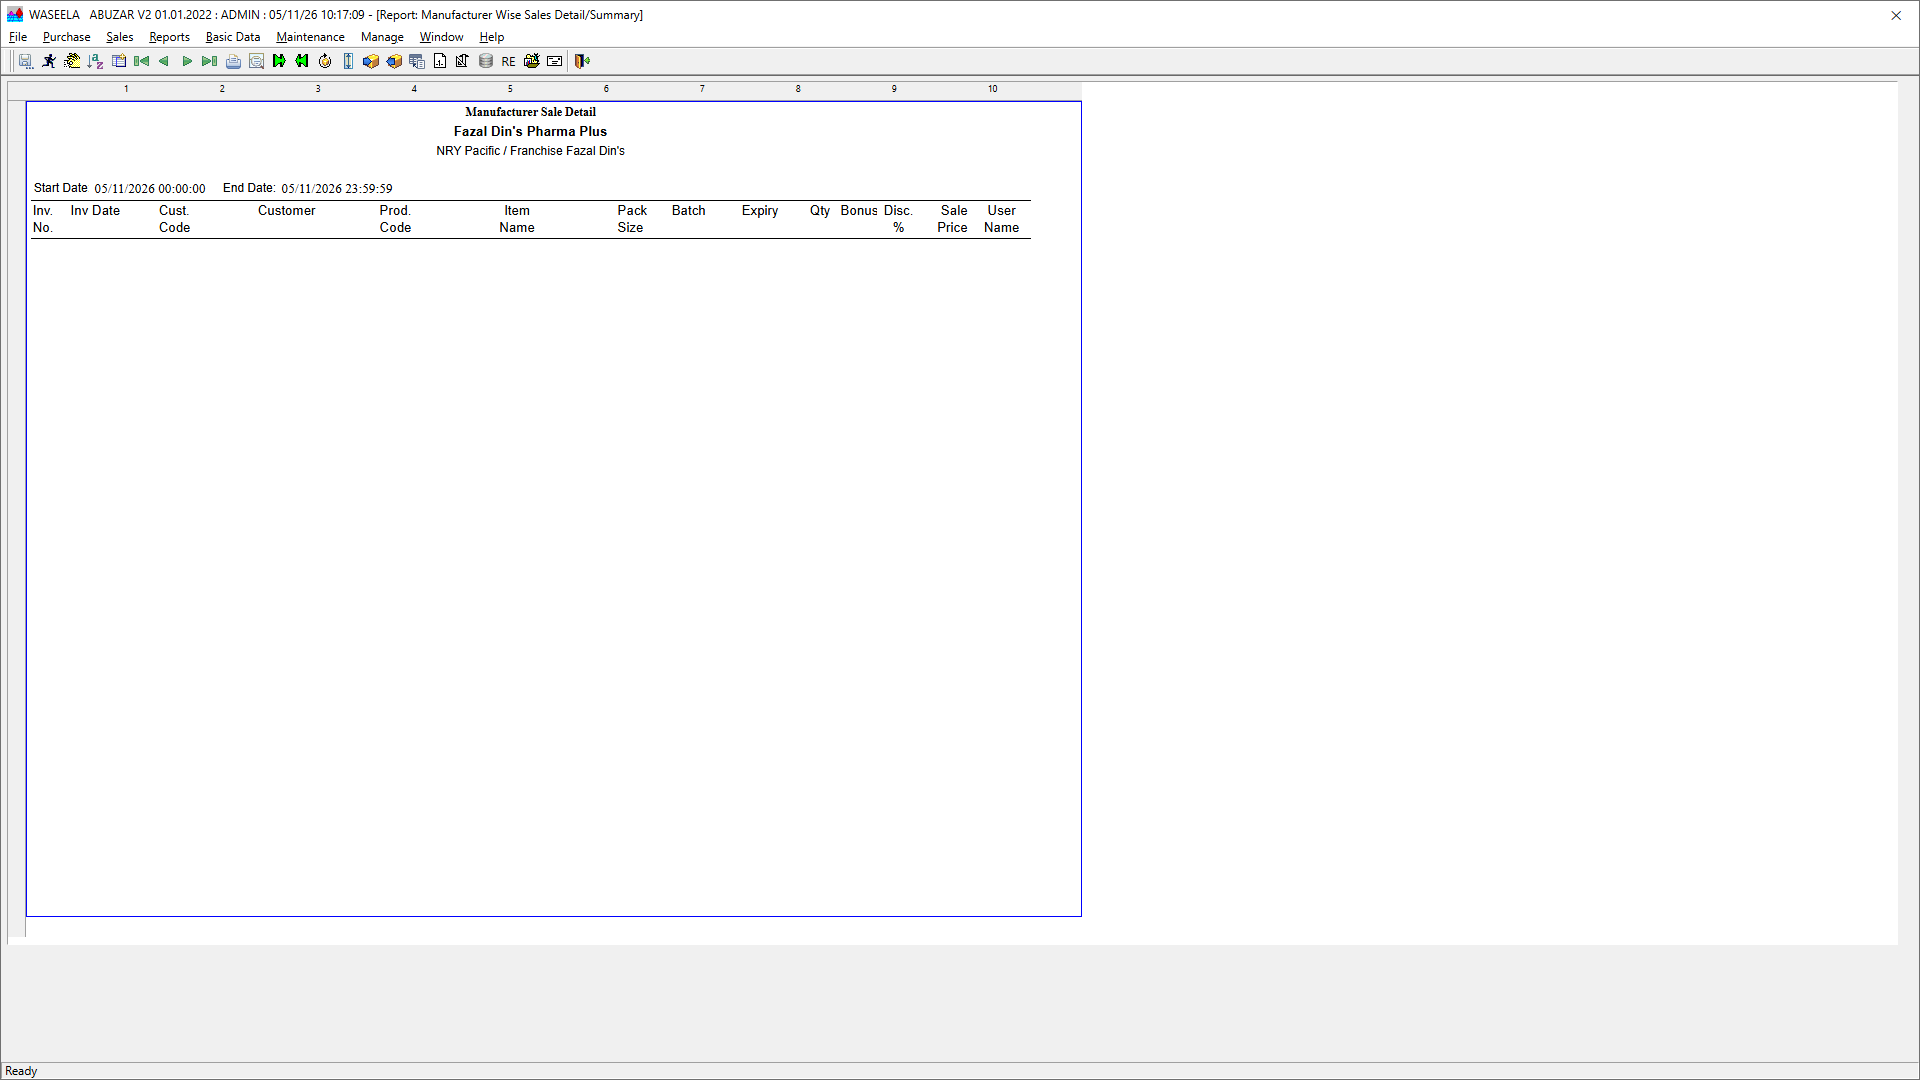 WASEELA ABUZAR V2 01.01.2022 : ADMIN : 05/11/26 10:17:09 - [Report: Manufacturer Wise Sales Detail/Summary]
File Purchase Sales Reports Basic Data Maintenance Manage Window Help
RE
1 2 3 4 5 6 7 8 9 10
Manufacturer Sale Detail
Fazal Din's Pharma Plus
NRY Pacific / Franchise Fazal Din's
Start Date 05/11/2026 00:00:00 End Date: 05/11/2026 23:59:59
Inv. Inv Date Cust. Customer Prod. Item Pack Batch Expiry Qty Bonus Disc. Sale User
No. Code Code Name Size % Price Name
Ready